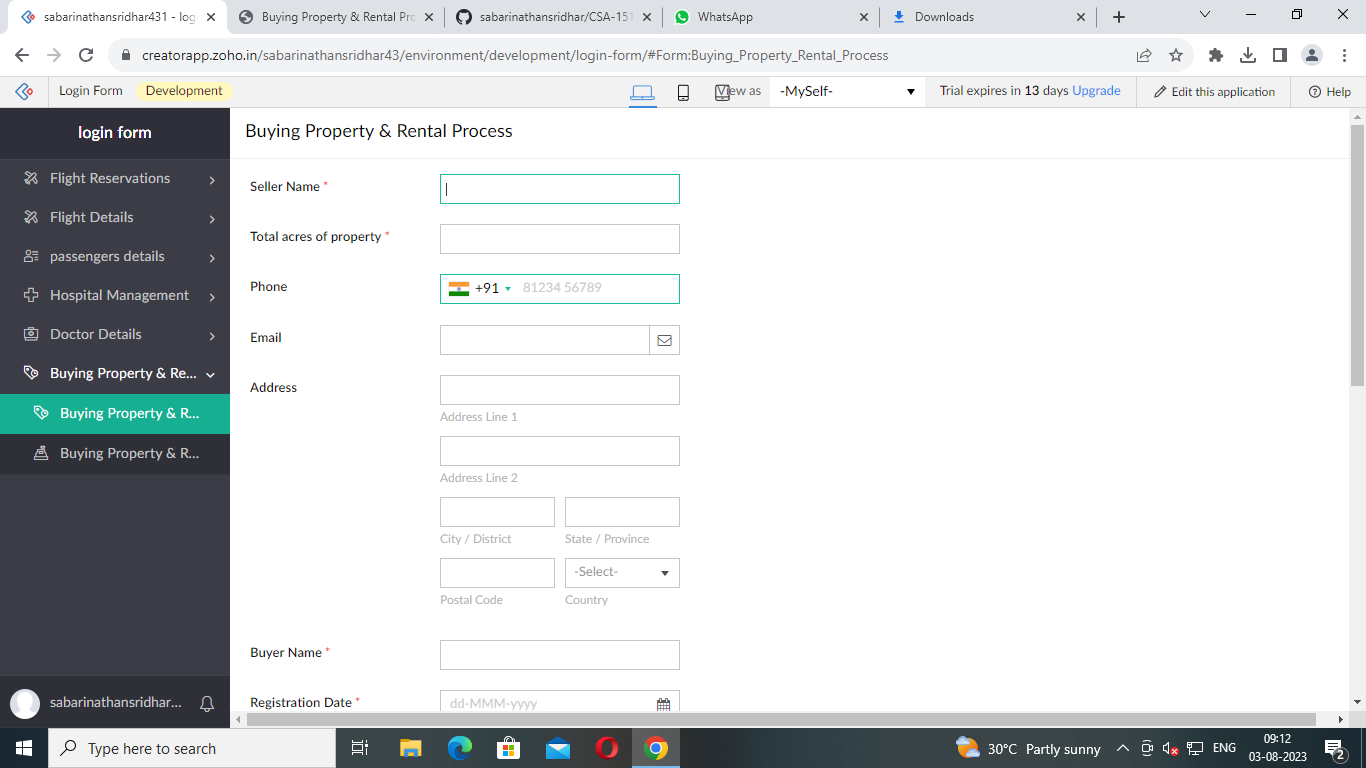 sabarinathansridhar431 - log
Buying Property & Rental Pro
sabarinathansridhar/CSA-151
WhatsApp
Downloads
creatorapp.zoho.in/sabarinathansridhar43/environment/development/login-form/#Form:Buying_Property_Rental_Process
Login Form
Development
View as
-MySelf-
Trial expires in 13 days Upgrade
Edit this application
Help
login form
Flight Reservations
Flight Details
passengers details
Hospital Management
Doctor Details
Buying Property & Re...
Buying Property & R...
Buying Property & R...
sabarinathansridhar...
Buying Property & Rental Process
Seller Name *
Total acres of property *
Phone
+91 81234 56789
Email
Address
Address Line 1
Address Line 2
City / District
State / Province
-Select-
Postal Code
Country
Buyer Name *
Registration Date *
dd-MMM-yyyy
Type here to search
30°C Partly sunny
ENG
09:12
03-08-2023
2